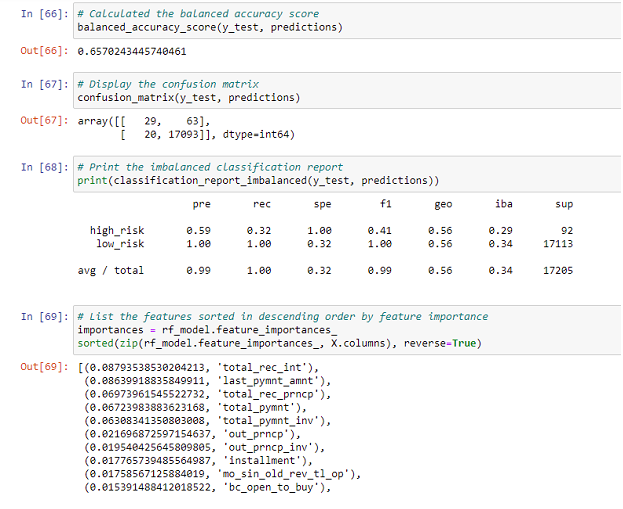 In [66]: # Calculated the balanced accuracy score
balanced_accuracy_score(y_test, predictions)
Out[66]: 0.6570243445740461
In [67]: # Display the confusion matrix
confusion_matrix(y_test, predictions)
Out[67]: array([[   29,    63],
[   20, 17093]], dtype=int64)
In [68]: # Print the imbalanced classification report
print(classification_report_imbalanced(y_test, predictions))
pre rec spe f1 geo iba sup
high_risk 0.59 0.32 1.00 0.41 0.56 0.29 92
low_risk 1.00 1.00 0.32 1.00 0.56 0.34 17113
avg / total 0.99 1.00 0.32 0.99 0.56 0.34 17205
In [69]: # List the features sorted in descending order by feature importance
importances = rf_model.feature_importances_
sorted(zip(rf_model.feature_importances_, X.columns), reverse=True)
Out[69]: [(0.08793538530204213, 'total_rec_int'),
(0.08639918835849911, 'last_pymnt_amnt'),
(0.06973961545522732, 'total_rec_prncp'),
(0.06723983883623168, 'total_pymnt'),
(0.06308341350803008, 'total_pymnt_inv'),
(0.021696872597154637, 'out_prncp'),
(0.019540425645809805, 'out_prncp_inv'),
(0.017765739485564987, 'installment'),
(0.01758567125884019, 'mo_sin_old_rev_tl_op'),
(0.015391488412018522, 'bc_open_to_buy'),